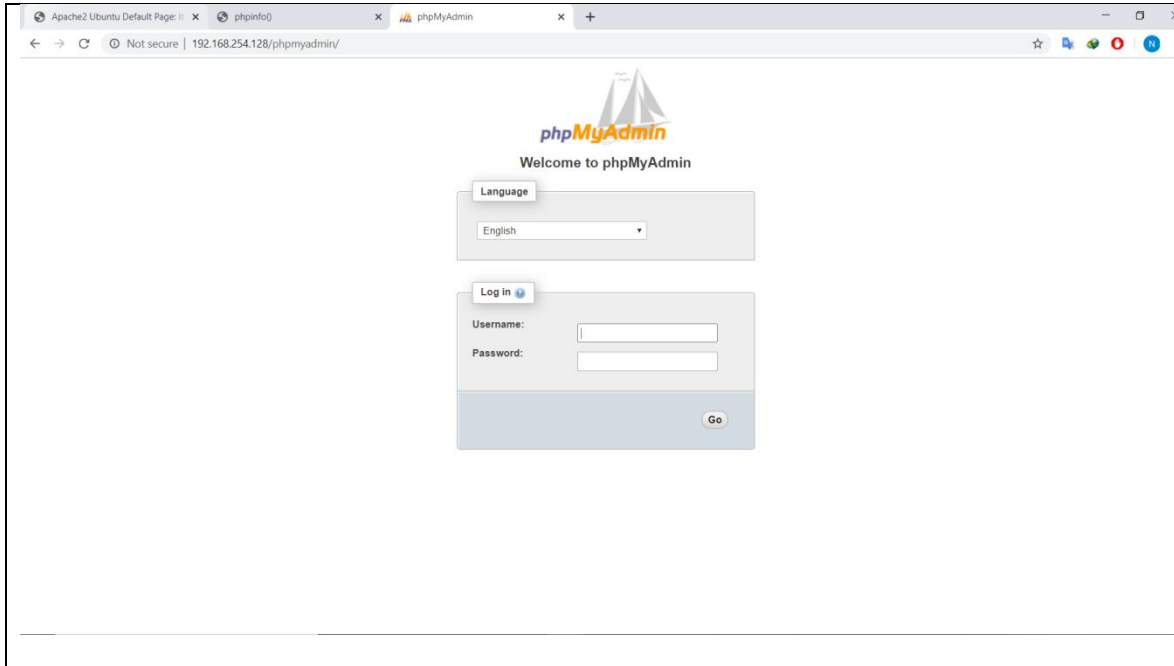 Apache2 Ubuntu Default Page: It
phpinfo()
phpMyAdmin
Not secure | 192.168.254.128/phpmyadmin/
N
phpMyAdmin
Welcome to phpMyAdmin
Language
English
Log in
Username:
Password:
Go